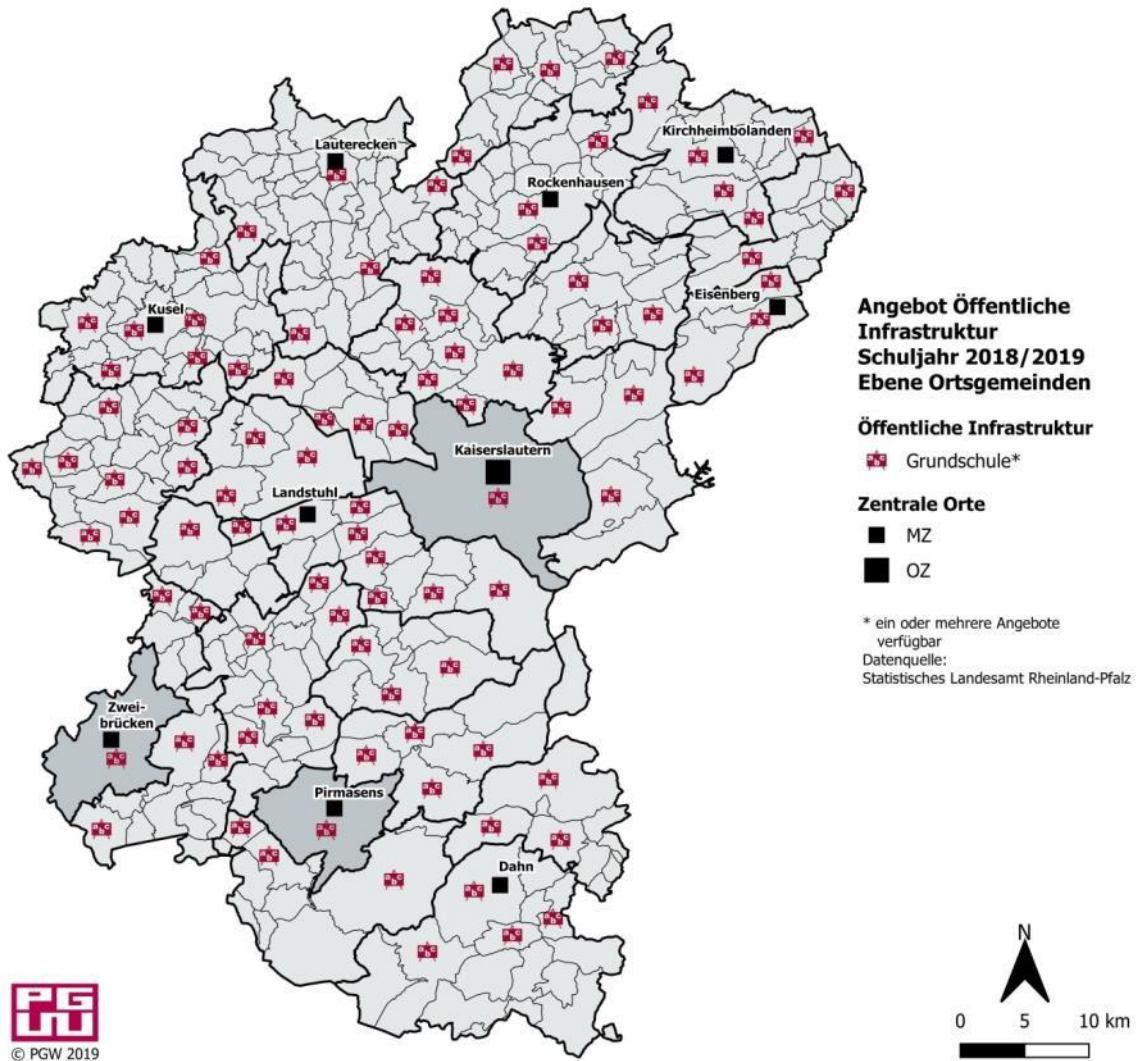 Kirchheimbolanden
Lauterecken
Rockenhausen
Eisenberg
Kusel
Kaiserslautern
Landstuhl
Zwei-
brücken
Pirmasens
Dahn
Angebot Öffentliche
Infrastruktur
Schuljahr 2018/2019
Ebene Ortsgemeinden
Öffentliche Infrastruktur
abc Grundschule*
Zentrale Orte
MZ
OZ
* ein oder mehrere Angebote
verfügbar
Datenquelle:
Statistisches Landesamt Rheinland-Pfalz
N
0 5 10 km
PGW
© PGW 2019